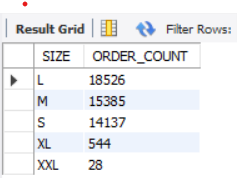 Result Grid Filter Rows:
SIZE ORDER_COUNT
L 18526
M 15385
S 14137
XL 544
XXL 28